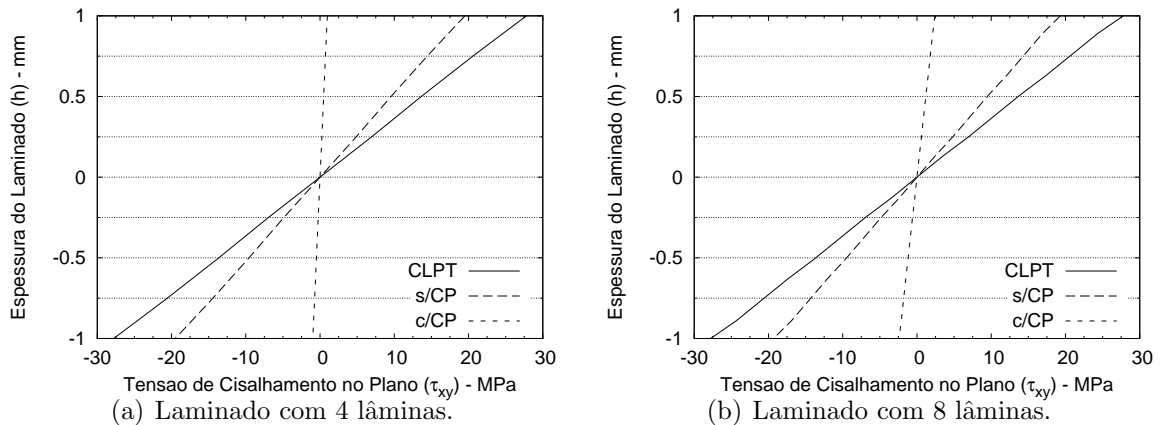 Espessura do Laminado (h) - mm
1
0.5
0
-0.5
-1
CLPT
s/CP
c/CP
-30 -20 -10 0 10 20 30
Tensao de Cisalhamento no Plano (τxy) - MPa
(a) Laminado com 4 lâminas.
Espessura do Laminado (h) - mm
1
0.5
0
-0.5
-1
CLPT
s/CP
c/CP
-30 -20 -10 0 10 20 30
Tensao de Cisalhamento no Plano (τxy) - MPa
(b) Laminado com 8 lâminas.